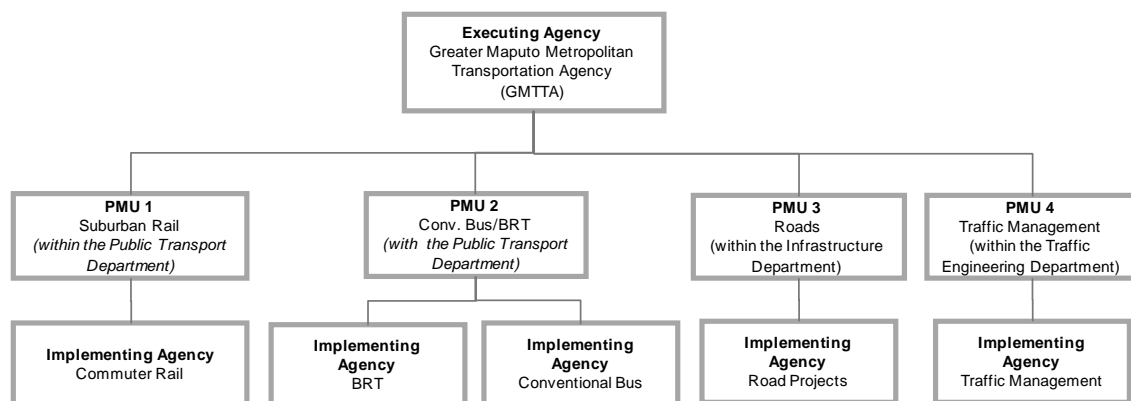 Executing Agency
Greater Maputo Metropolitan
Transportation Agency
(GMTTA)
PMU 1
Suburban Rail
(within the Public Transport
Department)
PMU 2
Conv. Bus/BRT
(with the Public Transport
Department)
PMU 3
Roads
(within the Infrastructure
Department)
PMU 4
Traffic Management
(within the Traffic
Engineering Department)
Implementing Agency
Commuter Rail
Implementing
Agency
BRT
Implementing
Agency
Conventional Bus
Implementing
Agency
Road Projects
Implementing
Agency
Traffic Management